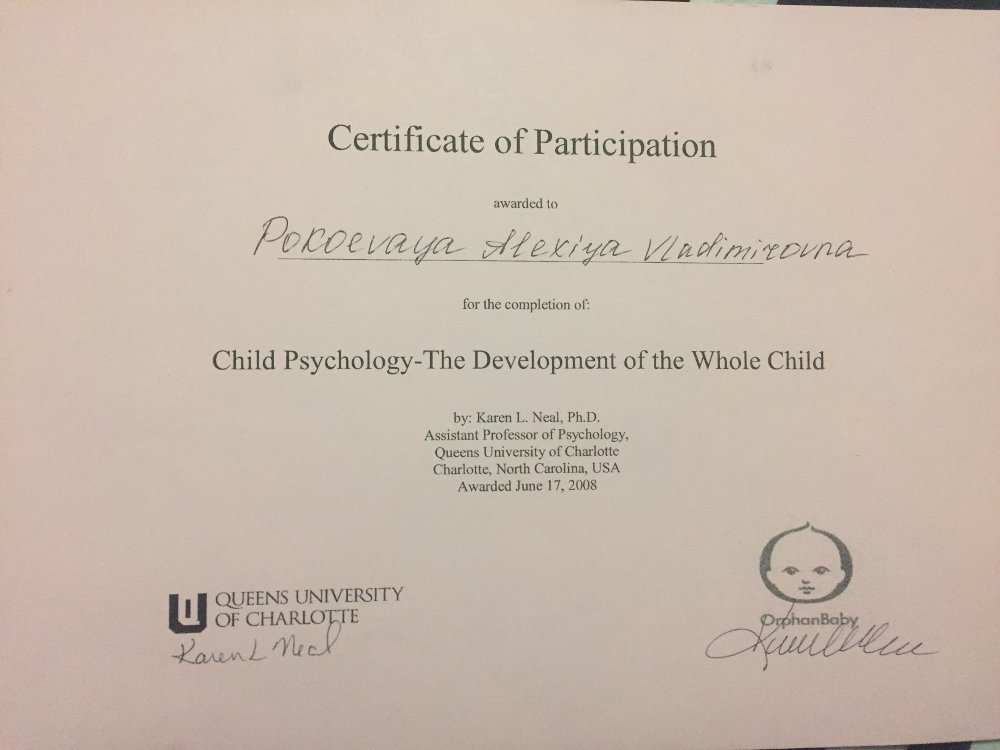 Certificate of Participation
awarded to
Pokoevaya Alexiya Vladimirovna
for the completion of:
Child Psychology-The Development of the Whole Child
by: Karen L. Neal, Ph.D.
Assistant Professor of Psychology,
Queens University of Charlotte
Charlotte, North Carolina, USA
Awarded June 17, 2008
QUEENS UNIVERSITY
OF CHARLOTTE
Karen L Neal
OrphanBaby